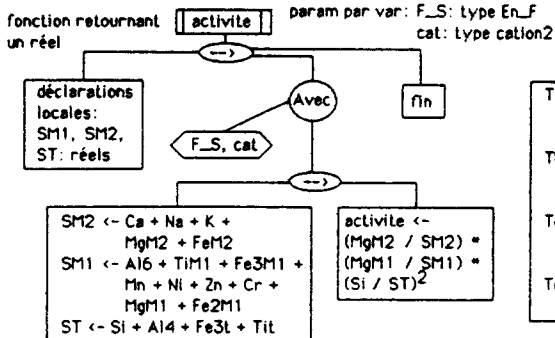 fonction retournant
un réel
activite
param par var: F_S: type En_F
cat: type cation2
-->
déclarations
locales:
SM1, SM2,
ST: réels
Avec
fin
F_S, cat
-->
SM2 <- Ca + Na + K +
MgM2 + FeM2
SM1 <- Al6 + TiM1 + Fe3M1 +
Mn + Ni + Zn + Cr +
MgM1 + Fe2M1
ST <- Si + Al4 + Fe3t + Tit
activite <-
(MgM2 / SM2) *
(MgM1 / SM1) *
(Si / ST)2